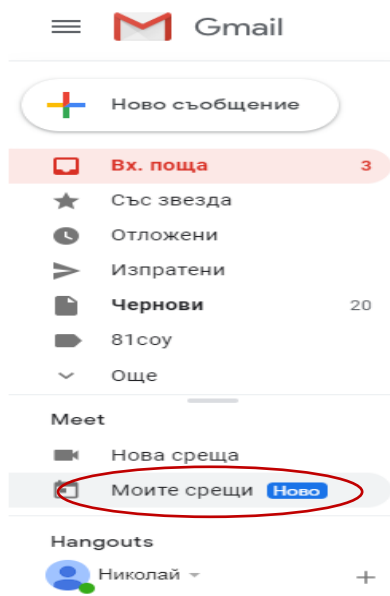 Gmail
Ново съобщение
Вх. поща 3
Със звезда
Отложени
Изпратени
Чернови 20
81соу
Още
Meet
Нова среща
Моите срещи Ново
Hangouts
Николай